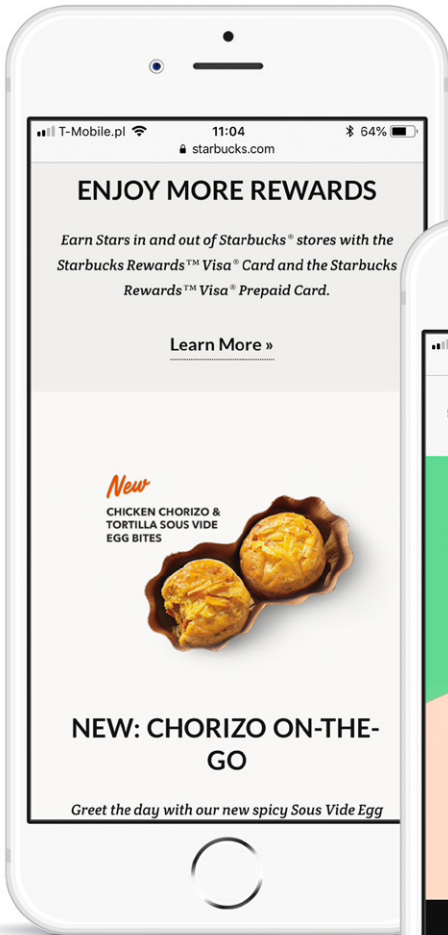 T-Mobile.pl 11:04 64%
starbucks.com
ENJOY MORE REWARDS
Earn Stars in and out of Starbucks® stores with the
Starbucks Rewards™ Visa® Card and the Starbucks
Rewards™ Visa® Prepaid Card.
Learn More »
New
CHICKEN CHORIZO &
TORTILLA SOUS VIDE
EGG BITES
NEW: CHORIZO ON-THE-
GO
Greet the day with our new spicy Sous Vide Egg